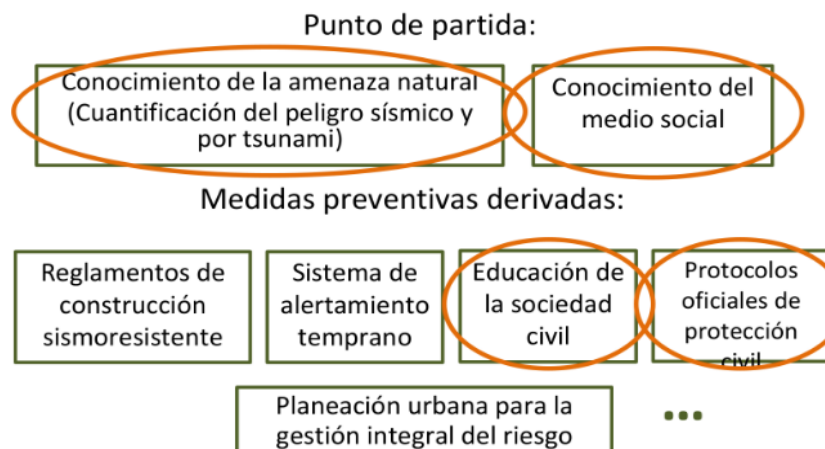 Punto de partida:
Conocimiento de la amenaza natural
(Cuantificación del peligro sísmico y
por tsunami)
Conocimiento del
medio social
Medidas preventivas derivadas:
Reglamentos de
construcción
sismoresistente
Sistema de
alertamiento
temprano
Educación de
la sociedad
civil
Protocolos
oficiales de
protección
civil
Planeación urbana para la
gestión integral del riesgo
...